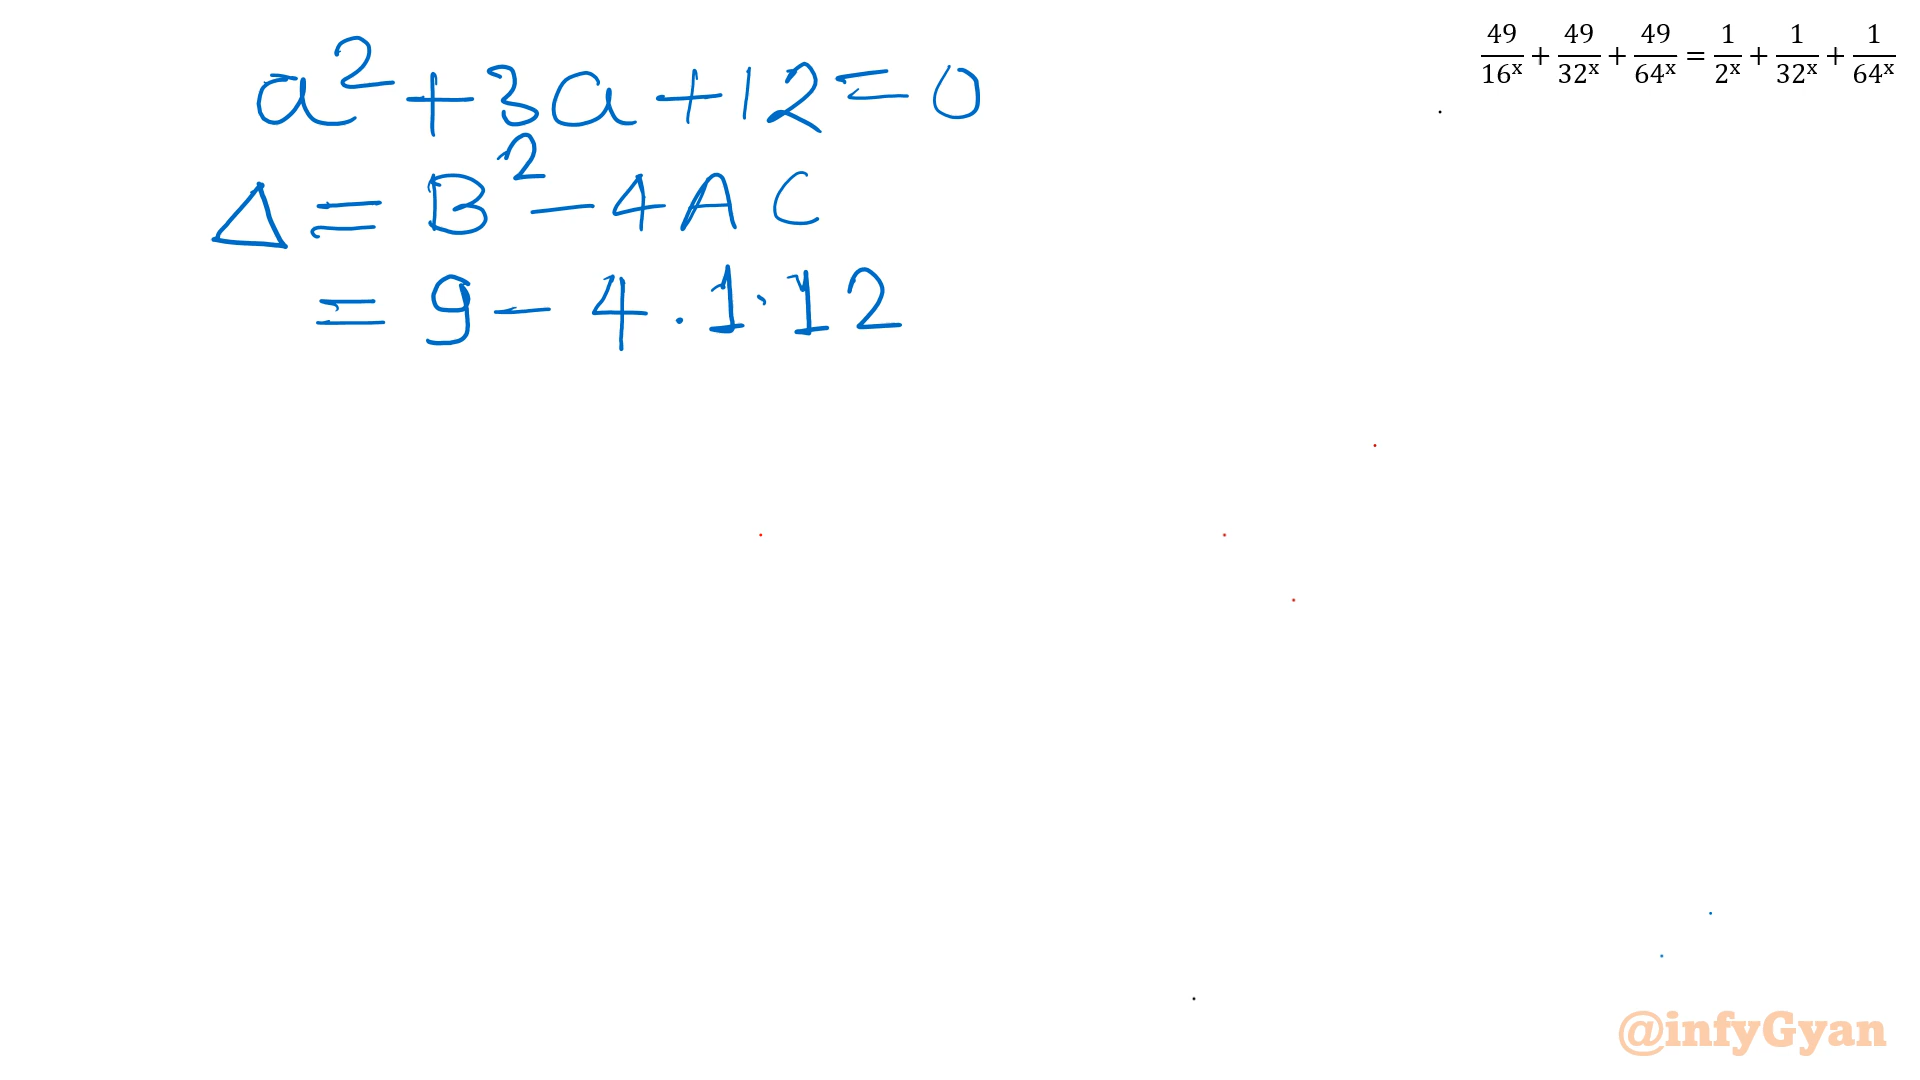 a² + 3a + 12 = 0
Δ = B² - 4AC
= 9 - 4 . 1 . 12
49/16ˣ + 49/32ˣ + 49/64ˣ = 1/2ˣ + 1/32ˣ + 1/64ˣ
@infyGyan